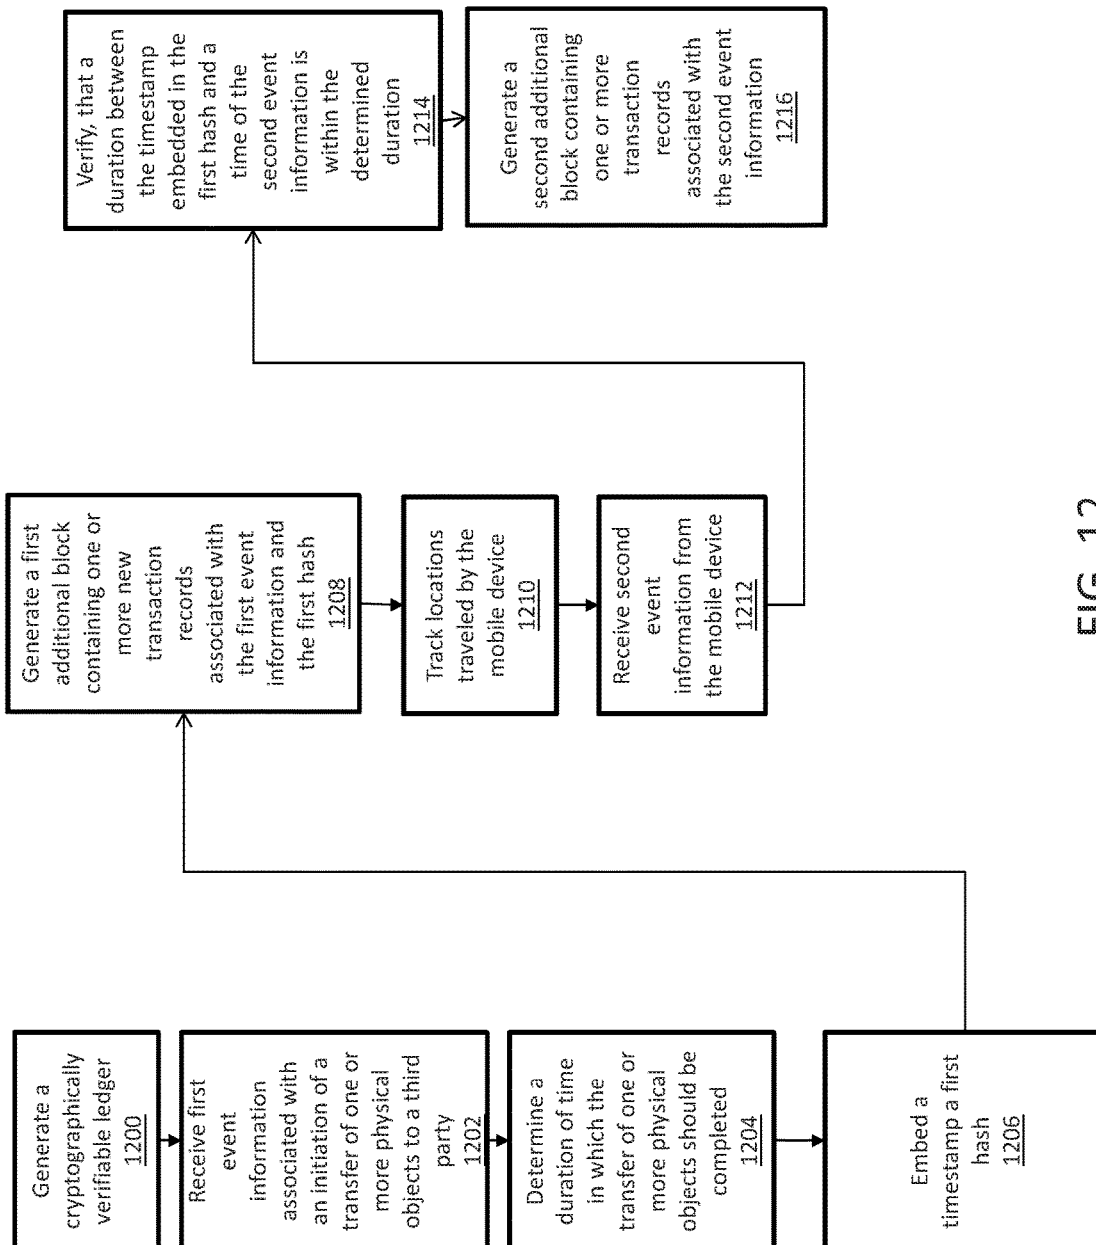 Generate a
cryptographically
verifiable ledger
1200
Receive first
event
information
associated with
an initiation of a
transfer of one or
more physical
objects to a third
party
1202
Determine a
duration of time
in which the
transfer of one or
more physical
objects should be
completed
1204
Embed a
timestamp a first
hash
1206
Generate a first
additional block
containing one or
more new
transaction
records
associated with
the first event
information and
the first hash
1208
Track locations
traveled by the
mobile device
1210
Receive second
event
information from
the mobile device
1212
Verify, that a
duration between
the timestamp
embedded in the
first hash and a
time of the
second event
information is
within the
determined
duration
1214
Generate a
second additional
block containing
one or more
transaction
records
associated with
the second event
information
1216
FIG. 12